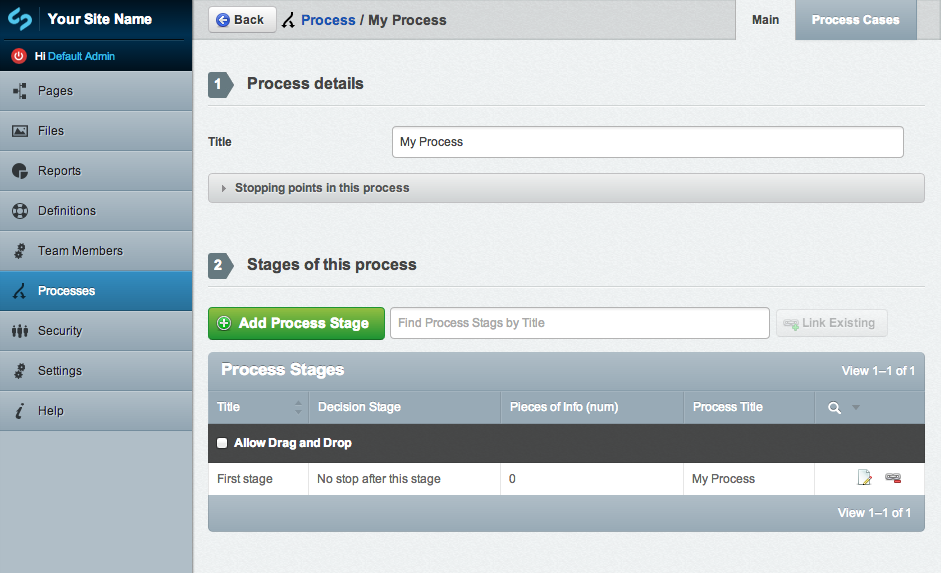 Your Site Name
Hi Default Admin
Pages
Files
Reports
Definitions
Team Members
Processes
Security
Settings
Help
Back Process / My Process Main Process Cases
1 Process details
Title My Process
Stopping points in this process
2 Stages of this process
Add Process Stage Find Process Stags by Title Link Existing
Process Stages View 1–1 of 1
Title Decision Stage Pieces of Info (num) Process Title
Allow Drag and Drop
First stage No stop after this stage 0 My Process
View 1–1 of 1